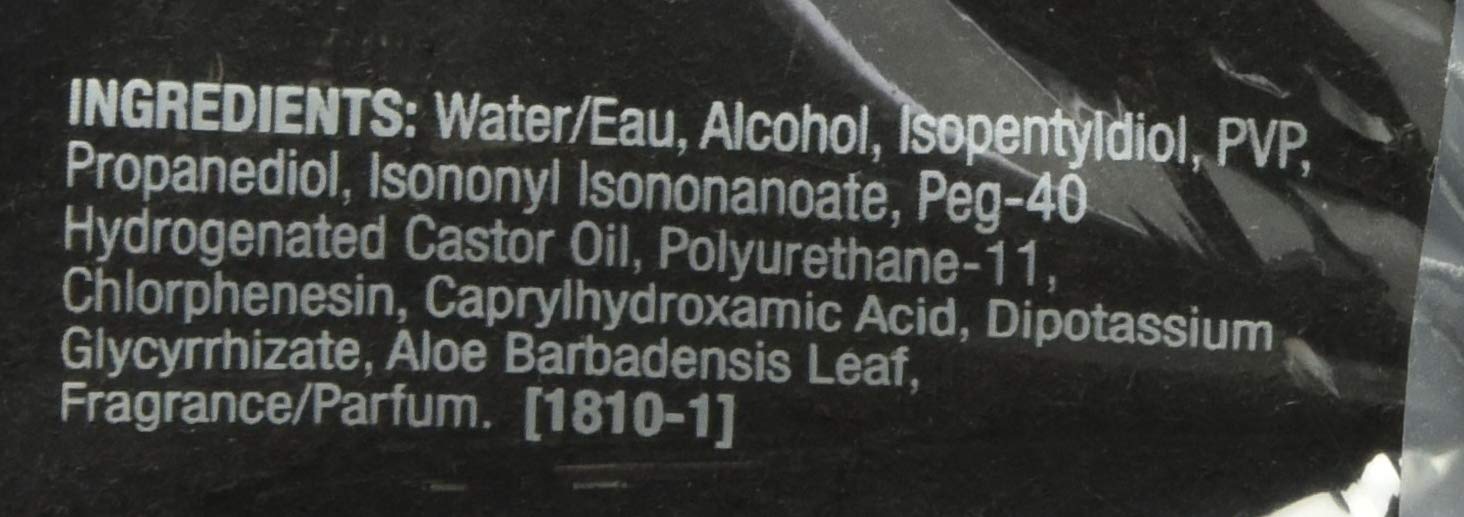 INGREDIENTS: Water/Eau, Alcohol, Isopentyldiol, PVP,
Propanediol, Isononyl Isononanoate, Peg-40
Hydrogenated Castor Oil, Polyurethane-11,
Chlorphenesin, Caprylhydroxamic Acid, Dipotassium
Glycyrrhizate, Aloe Barbadensis Leaf,
Fragrance/Parfum. [1810-1]